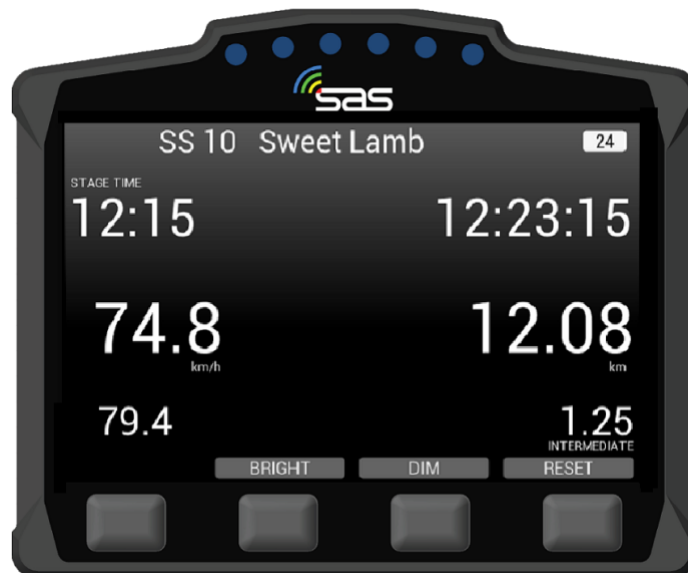 sas
SS 10 Sweet Lamb 24
STAGE TIME
12:15 12:23:15
74.8 12.08
km/h km
79.4 1.25
INTERMEDIATE
BRIGHT DIM RESET